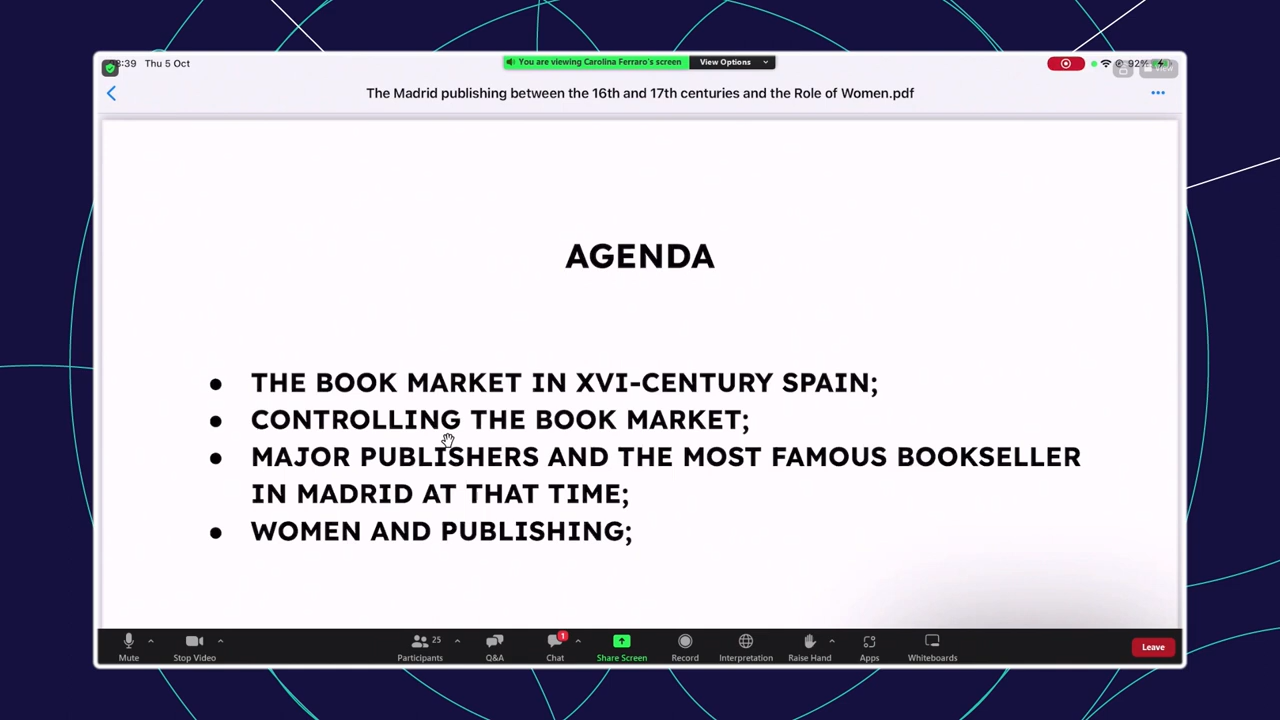 :39 Thu 5 Oct
You are viewing Carolina Ferraro's screen
View Options
92%
View
The Madrid publishing between the 16th and 17th centuries and the Role of Women.pdf
AGENDA
● THE BOOK MARKET IN XVI-CENTURY SPAIN;
● CONTROLLING THE BOOK MARKET;
● MAJOR PUBLISHERS AND THE MOST FAMOUS BOOKSELLER
IN MADRID AT THAT TIME;
● WOMEN AND PUBLISHING;
Mute
Stop Video
25
Participants
Q&A
1
Chat
Share Screen
Record
Interpretation
Raise Hand
Apps
Whiteboards
Leave